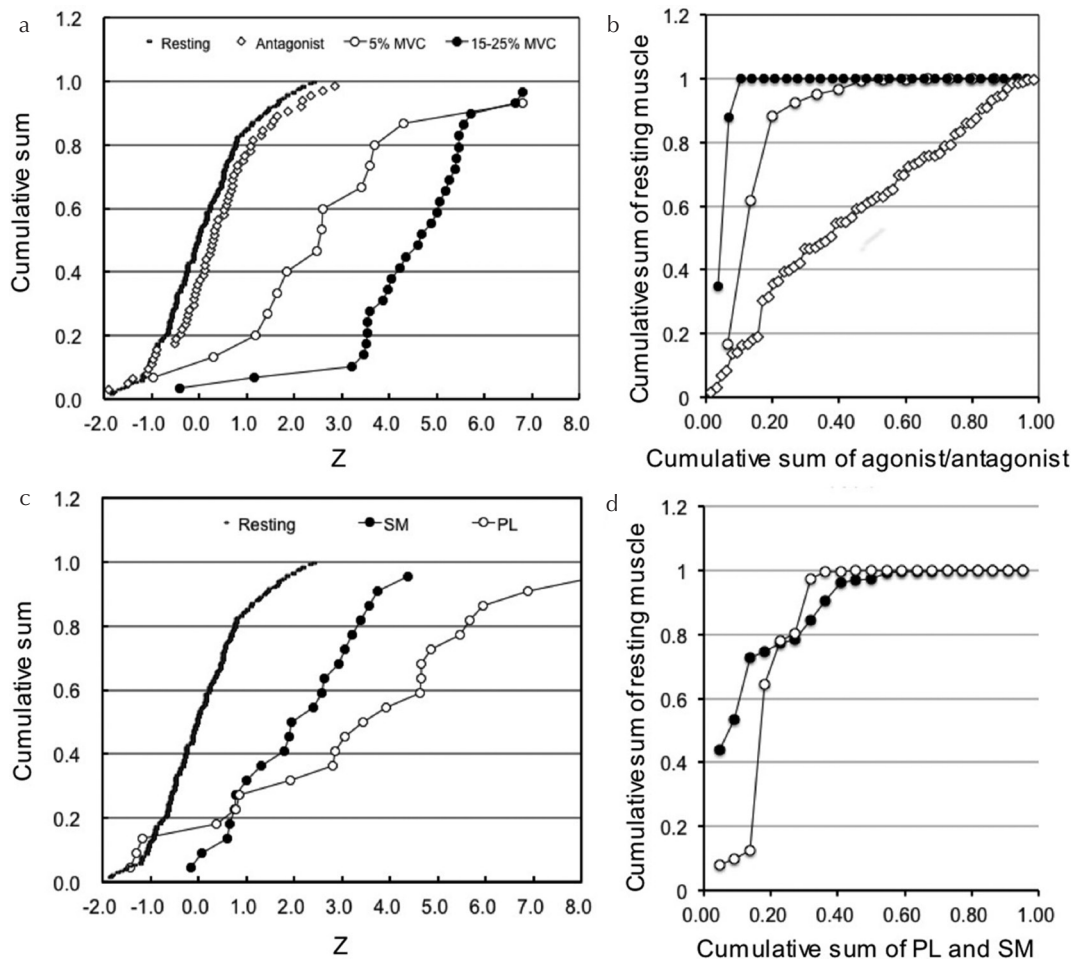 a
1.2
1.0
0.8
0.6
0.4
0.2
0.0
Cumulative sum
Resting Antagonist 5% MVC 15-25% MVC
-2.0 -1.0 0.0 1.0 2.0 3.0 4.0 5.0 6.0 7.0 8.0
Z
b
1.2
1
0.8
0.6
0.4
0.2
0
Cumulative sum of resting muscle
0.00 0.20 0.40 0.60 0.80 1.00
Cumulative sum of agonist/antagonist
c
1.2
1.0
0.8
0.6
0.4
0.2
0.0
Cumulative sum
Resting SM PL
-2.0 -1.0 0.0 1.0 2.0 3.0 4.0 5.0 6.0 7.0 8.0
Z
d
1.2
1
0.8
0.6
0.4
0.2
0
Cumulative sum of resting muscle
0.00 0.20 0.40 0.60 0.80 1.00
Cumulative sum of PL and SM